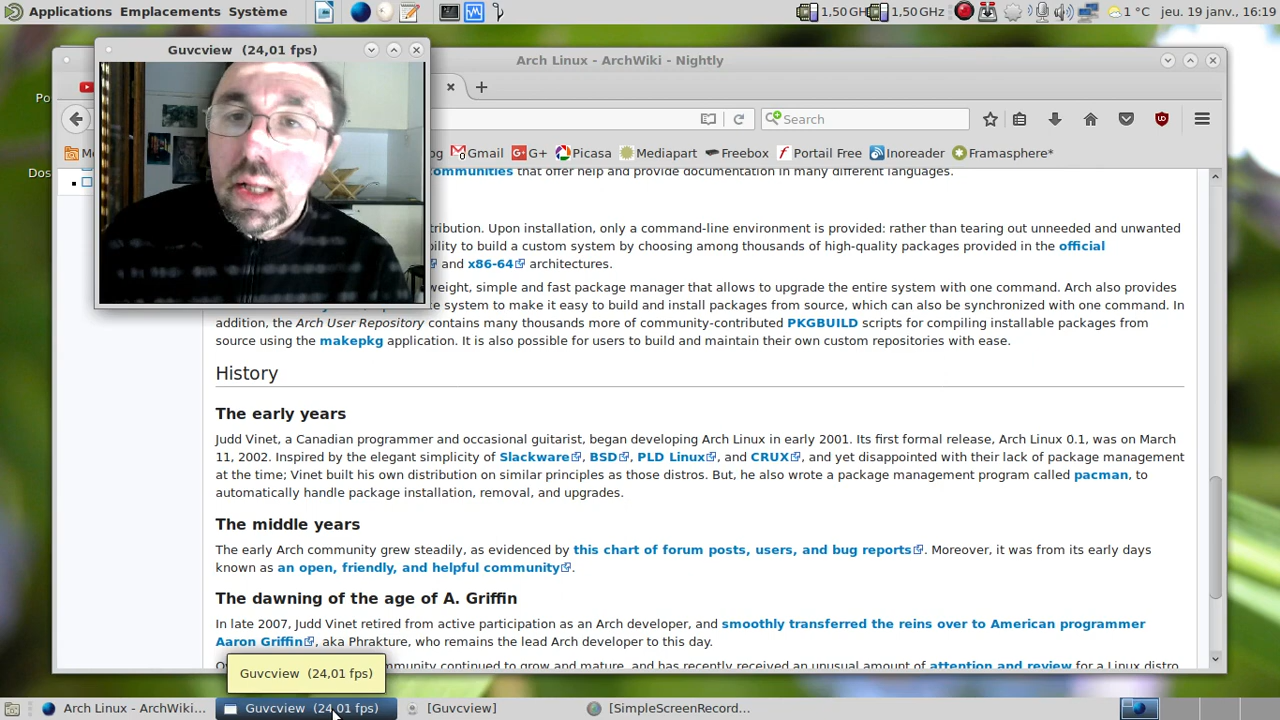 Applications Emplacements Système 1,50 GH 1,50 GHz 1 °C jeu. 19 janv., 16:19
Guvcview (24,01 fps)
Arch Linux - ArchWiki - Nightly
Po
Search
Gmail G+ Picasa Mediapart Freebox Portail Free Inoreader Framasphere*
Dos
communities that offer help and provide documentation in many different languages.
Upon installation, only a command-line environment is provided: rather than tearing out unneeded and unwanted
to build a custom system by choosing among thousands of high-quality packages provided in the official
and x86-64 architectures.
simple and fast package manager that allows to upgrade the entire system with one command. Arch also provides
system to make it easy to build and install packages from source, which can also be synchronized with one command. In
addition, the Arch User Repository contains many thousands more of community-contributed PKGBUILD scripts for compiling installable packages from
source using the makepkg application. It is also possible for users to build and maintain their own custom repositories with ease.
History
The early years
Judd Vinet, a Canadian programmer and occasional guitarist, began developing Arch Linux in early 2001. Its first formal release, Arch Linux 0.1, was on March
11, 2002. Inspired by the elegant simplicity of Slackware, BSD, PLD Linux, and CRUX, and yet disappointed with their lack of package management
at the time; Vinet built his own distribution on similar principles as those distros. But, he also wrote a package management program called pacman, to
automatically handle package installation, removal, and upgrades.
The middle years
The early Arch community grew steadily, as evidenced by this chart of forum posts, users, and bug reports. Moreover, it was from its early days
known as an open, friendly, and helpful community.
The dawning of the age of A. Griffin
In late 2007, Judd Vinet retired from active participation as an Arch developer, and smoothly transferred the reins over to American programmer
Aaron Griffin, aka Phrakture, who remains the lead Arch developer to this day.
community continued to grow and mature, and has recently received an unusual amount of attention and review for a Linux distro
Guvcview (24,01 fps)
Arch Linux - ArchWiki... Guvcview (24,01 fps) [Guvcview] [SimpleScreenRecord...